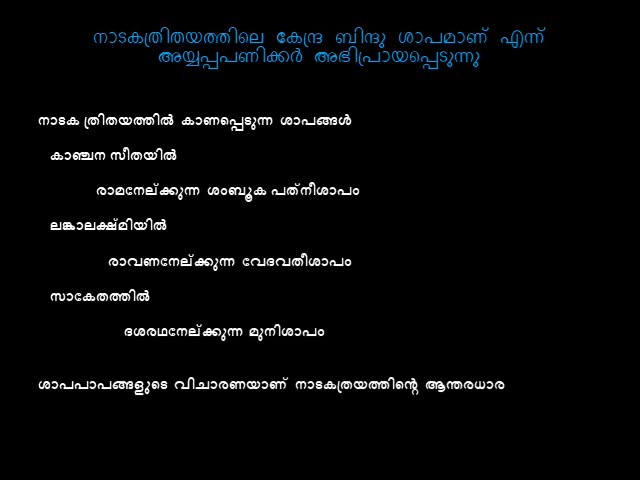 നാടകത്രിതയത്തിലെ കേന്ദ്ര ബിന്ദു ശാപമാണ് എന്ന്
അയ്യപ്പപണിക്കർ അഭിപ്രായപ്പെടുന്നു
നാടക ത്രിതയത്തിൽ കാണപ്പെടുന്ന ശാപങ്ങൾ
കാഞ്ചന സീതയിൽ
രാമനേല്ക്കുന്ന ശംബൂക പത്നീശാപം
ലങ്കാലക്ഷ്മിയിൽ
രാവണനേല്ക്കുന്ന വേദവതീശാപം
സാകേതത്തിൽ
ദശരഥനേല്ക്കുന്ന മുനിശാപം
ശാപപാപങ്ങളുടെ വിചാരണയാണ് നാടകത്രയത്തിന്റെ ആന്തരധാര